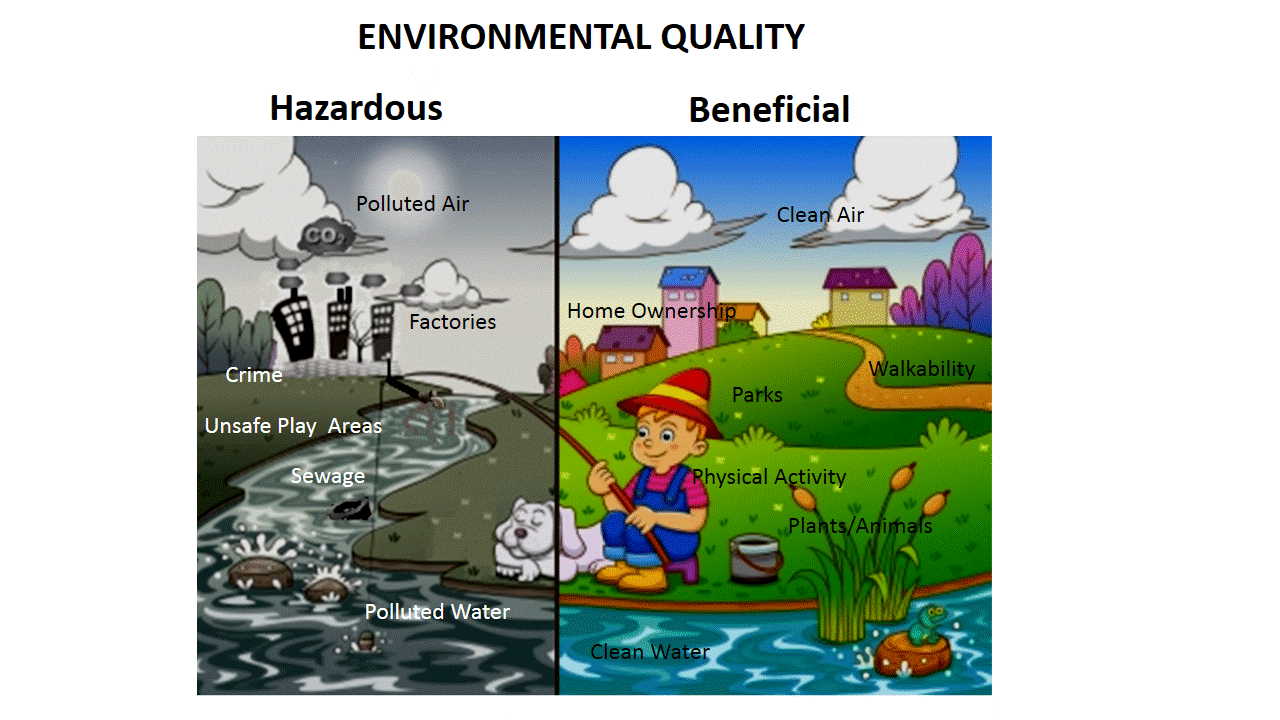 ENVIRONMENTAL QUALITY
Hazardous
Beneficial
Polluted Air
CO₂
Factories
Crime
Unsafe Play Areas
Sewage
Polluted Water
Clean Air
Home Ownership
Walkability
Parks
Physical Activity
Plants/Animals
Clean Water